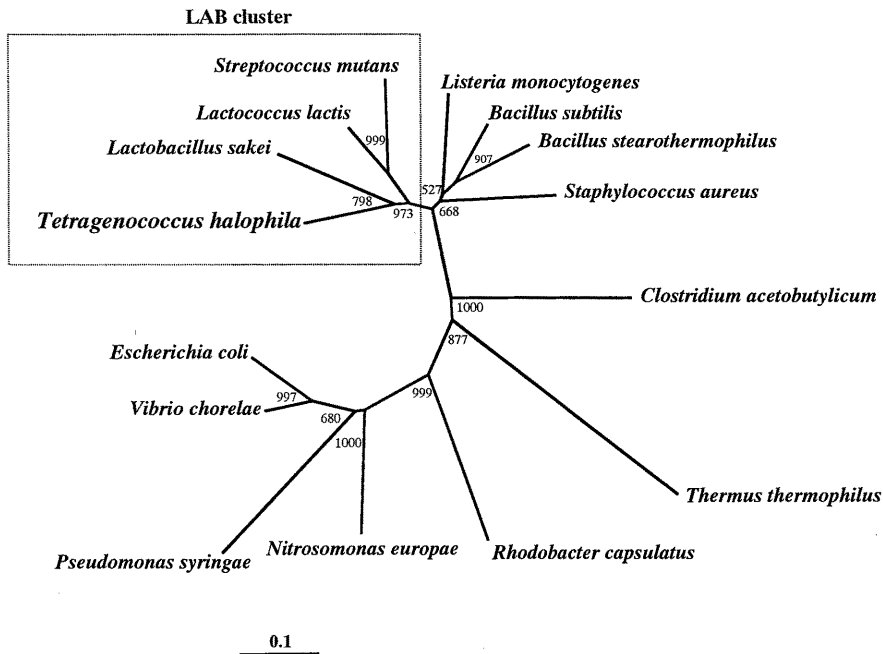 LAB cluster
Streptococcus mutans
Listeria monocytogenes
Lactococcus lactis
Bacillus subtilis
999
Bacillus stearothermophilus
Lactobacillus sakei
907
527
Staphylococcus aureus
798
973
668
Tetragenococcus halophila
Clostridium acetobutylicum
1000
877
Escherichia coli
997
999
Vibrio chorelae
680
1000
Thermus thermophilus
Nitrosomonas europae
Rhodobacter capsulatus
Pseudomonas syringae
0.1